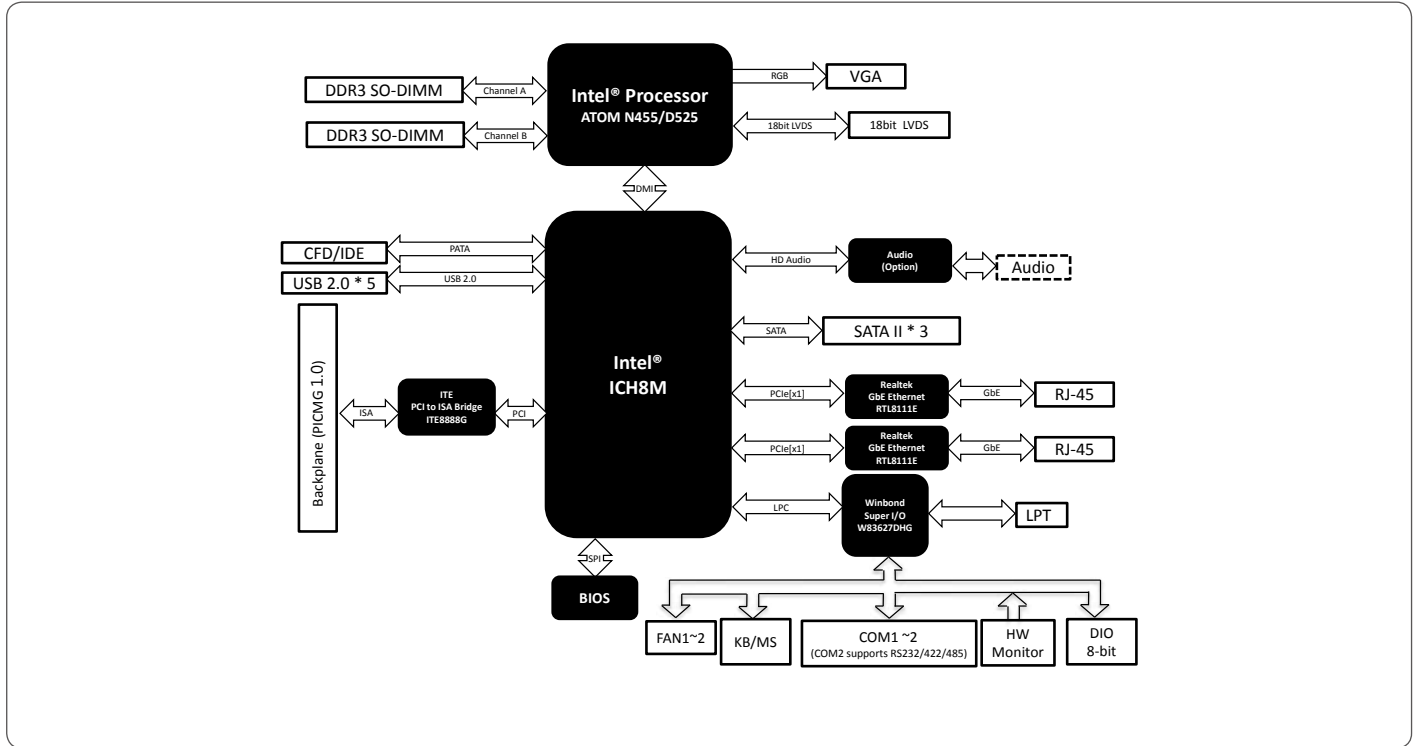 Intel® Processor
ATOM N455/D525
DDR3 SO-DIMM
Channel A
DDR3 SO-DIMM
Channel B
RGB
VGA
18bit LVDS
18bit LVDS
DMI
Intel®
ICH8M
CFD/IDE
PATA
USB 2.0 * 5
USB 2.0
Backplane (PICMG 1.0)
ISA
ITE
PCI to ISA Bridge
ITE8888G
PCI
HD Audio
Audio
(Option)
Audio
SATA
SATA II * 3
PCIe[x1]
Realtek
GbE Ethernet
RTL8111E
GbE
RJ-45
PCIe[x1]
Realtek
GbE Ethernet
RTL8111E
GbE
RJ-45
LPC
Winbond
Super I/O
W83627DHG
LPT
SPI
BIOS
FAN1~2
KB/MS
COM1 ~2
(COM2 supports RS232/422/485)
HW
Monitor
DIO
8-bit